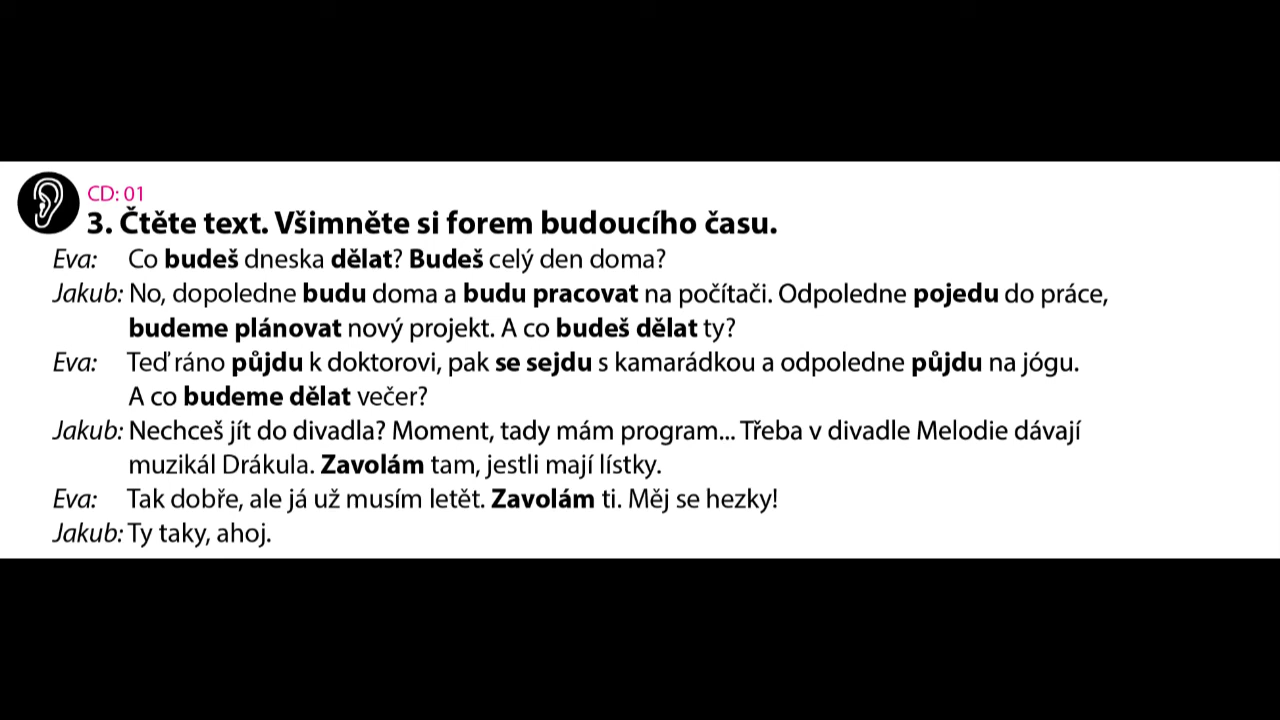 CD: 01
3. Čtěte text. Všimněte si forem budoucího času.
Eva: Co budeš dneska dělat? Budeš celý den doma?
Jakub: No, dopoledne budu doma a budu pracovat na počítači. Odpoledne pojedu do práce,
budeme plánovat nový projekt. A co budeš dělat ty?
Eva: Teď ráno půjdu k doktorovi, pak se sejdu s kamarádkou a odpoledne půjdu na jógu.
A co budeme dělat večer?
Jakub: Nechceš jít do divadla? Moment, tady mám program... Třeba v divadle Melodie dávají
muzikál Drákula. Zavolám tam, jestli mají lístky.
Eva: Tak dobře, ale já už musím letět. Zavolám ti. Měj se hezky!
Jakub: Ty taky, ahoj.